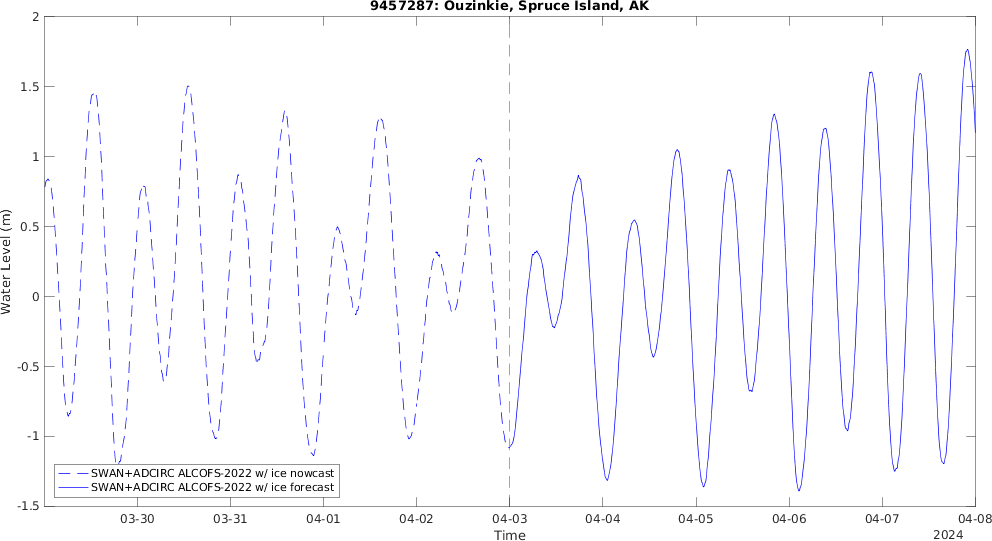 9457287: Ouzinkie, Spruce Island, AK
2
1.5
1
0.5
0
-0.5
-1
-1.5
Water Level (m)
SWAN+ADCIRC ALCOFS-2022 w/ ice nowcast
SWAN+ADCIRC ALCOFS-2022 w/ ice forecast
03-30 03-31 04-01 04-02 04-03 04-04 04-05 04-06 04-07 04-08
Time
2024